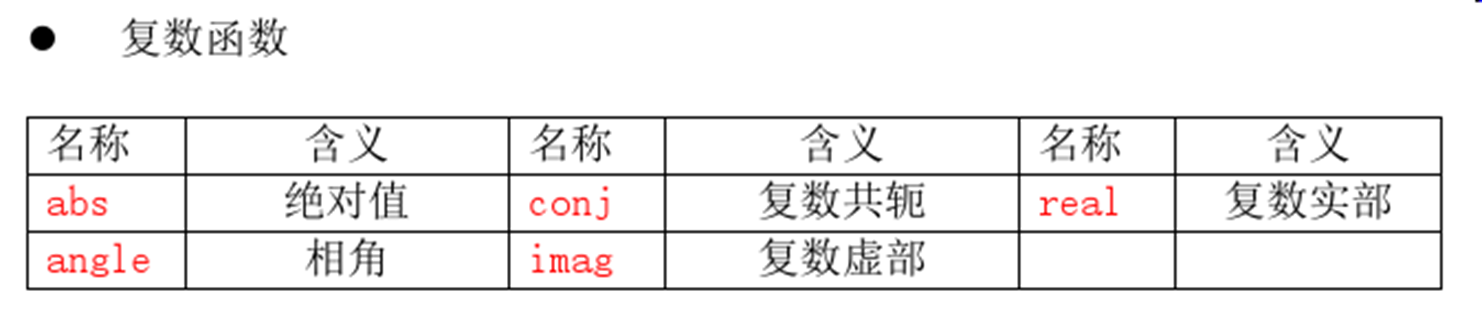 ● 复数函数
名称 含义 名称 含义 名称 含义
abs 绝对值 conj 复数共轭 real 复数实部
angle 相角 imag 复数虚部